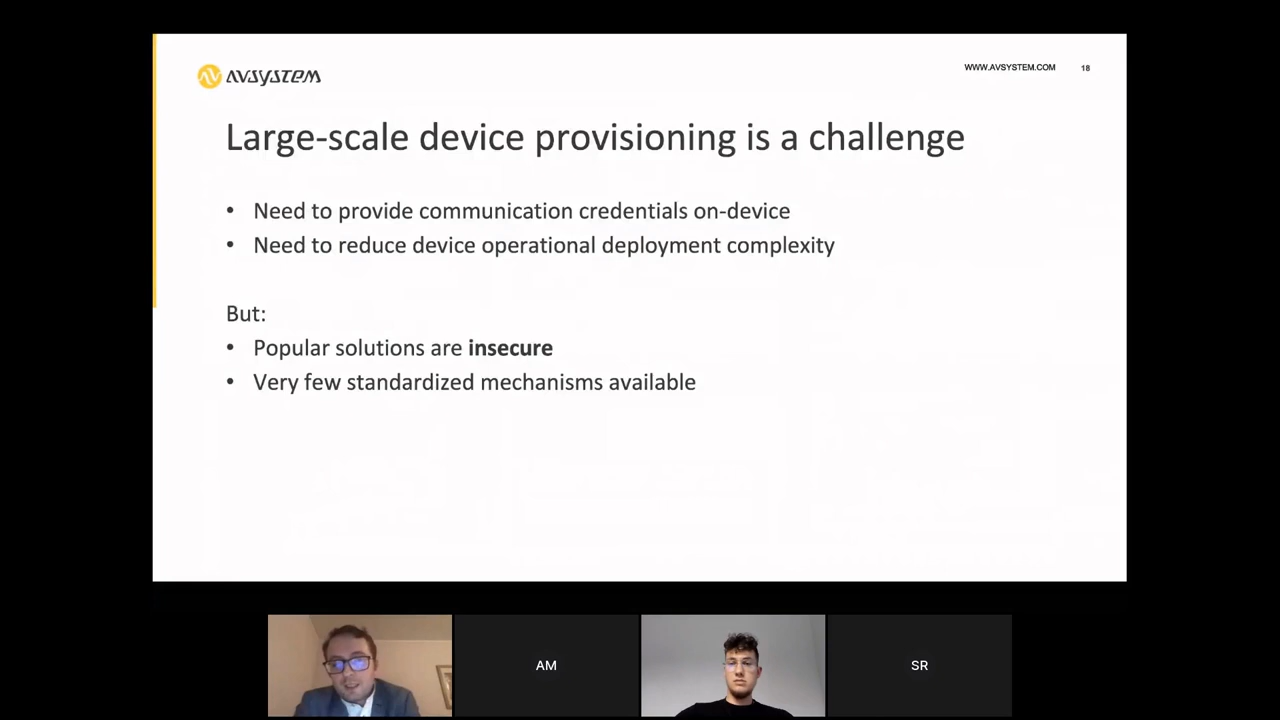 AVSYSTEM
WWW.AVSYSTEM.COM 18
Large-scale device provisioning is a challenge
• Need to provide communication credentials on-device
• Need to reduce device operational deployment complexity
But:
• Popular solutions are insecure
• Very few standardized mechanisms available
AM
SR